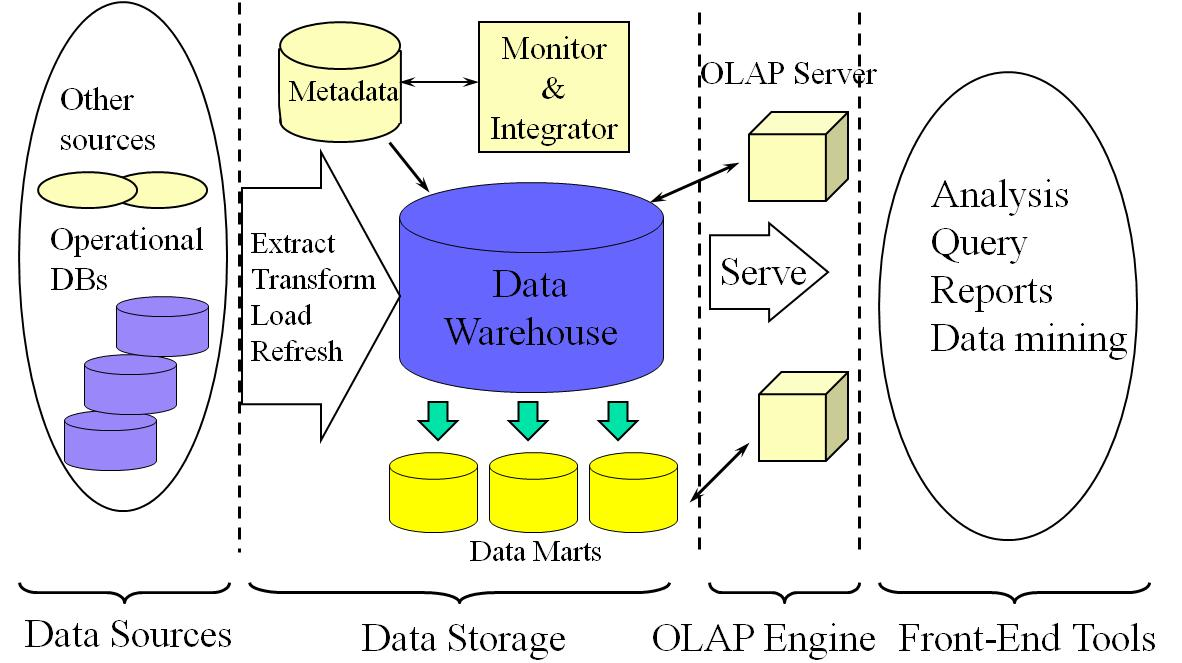 Other
sources
Operational
DBs
Extract
Transform
Load
Refresh
Metadata
Monitor
&
Integrator
Data
Warehouse
Data Marts
OLAP Server
Serve
Analysis
Query
Reports
Data mining
Data Sources
Data Storage
OLAP Engine
Front-End Tools